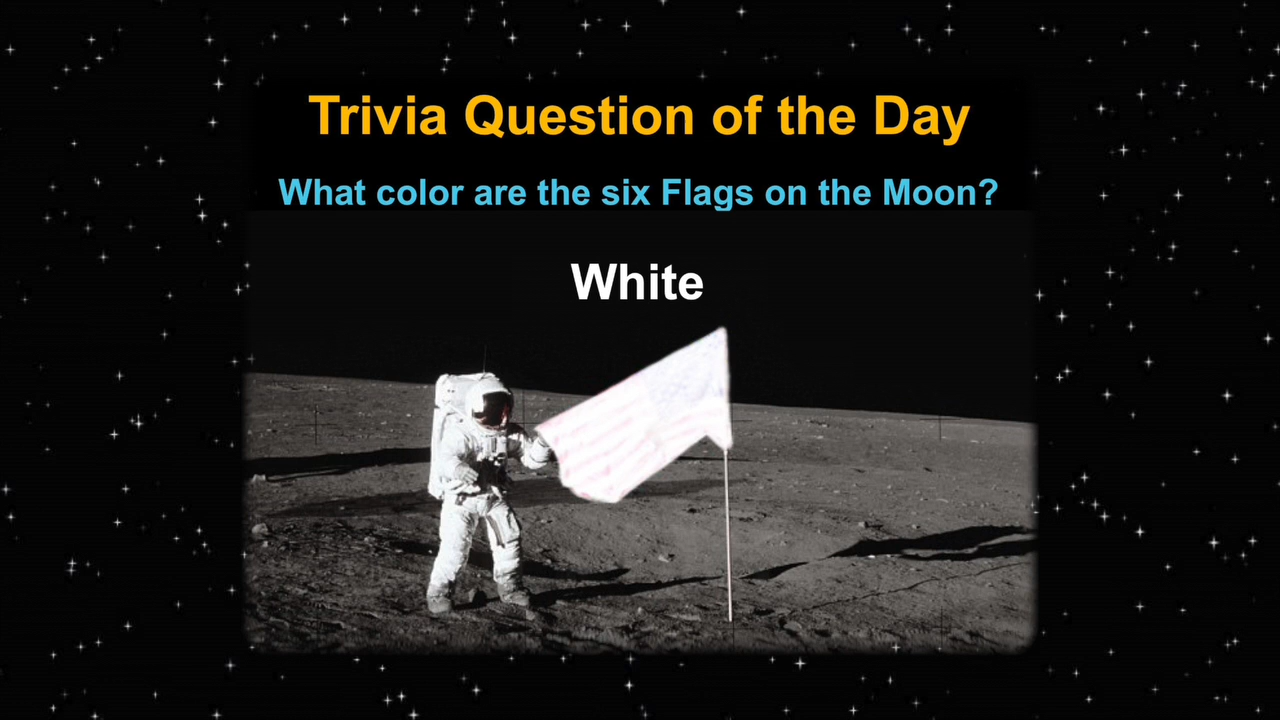 Trivia Question of the Day
What color are the six Flags on the Moon?
White